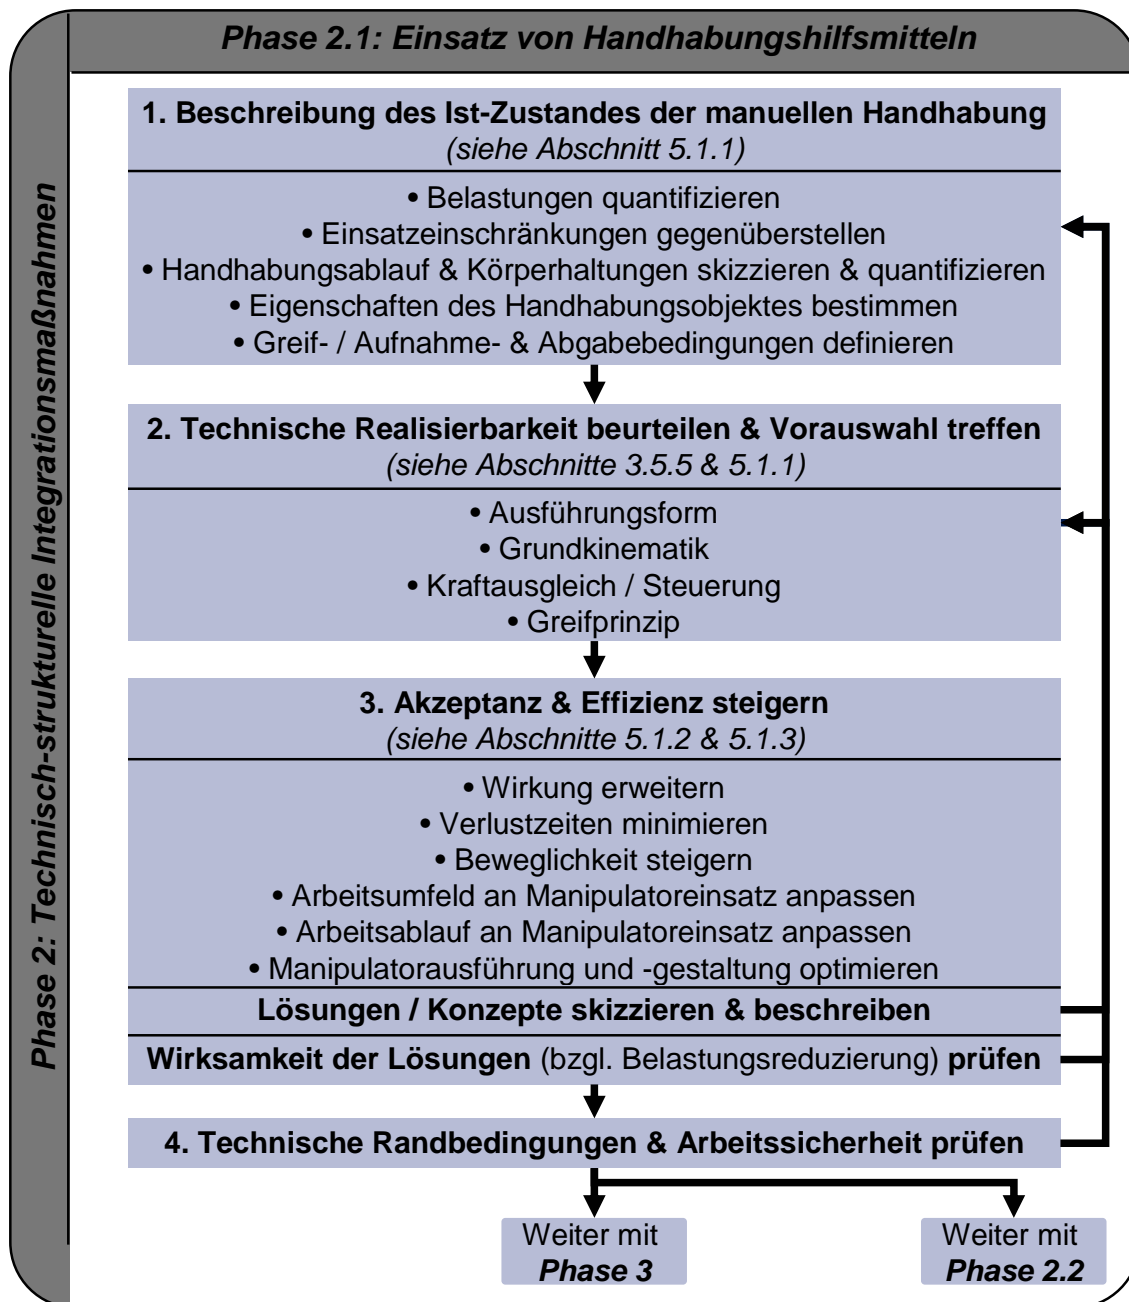 Phase 2.1: Einsatz von Handhabungshilfsmitteln
Phase 2: Technisch-strukturelle Integrationsmaßnahmen
1. Beschreibung des Ist-Zustandes der manuellen Handhabung
(siehe Abschnitt 5.1.1)
• Belastungen quantifizieren
• Einsatzeinschränkungen gegenüberstellen
• Handhabungsablauf & Körperhaltungen skizzieren & quantifizieren
• Eigenschaften des Handhabungsobjektes bestimmen
• Greif- / Aufnahme- & Abgabebedingungen definieren
2. Technische Realisierbarkeit beurteilen & Vorauswahl treffen
(siehe Abschnitte 3.5.5 & 5.1.1)
• Ausführungsform
• Grundkinematik
• Kraftausgleich / Steuerung
• Greifprinzip
3. Akzeptanz & Effizienz steigern
(siehe Abschnitte 5.1.2 & 5.1.3)
• Wirkung erweitern
• Verlustzeiten minimieren
• Beweglichkeit steigern
• Arbeitsumfeld an Manipulatoreinsatz anpassen
• Arbeitsablauf an Manipulatoreinsatz anpassen
• Manipulatorausführung und -gestaltung optimieren
Lösungen / Konzepte skizzieren & beschreiben
Wirksamkeit der Lösungen (bzgl. Belastungsreduzierung) prüfen
4. Technische Randbedingungen & Arbeitssicherheit prüfen
Weiter mit
Phase 3
Weiter mit
Phase 2.2